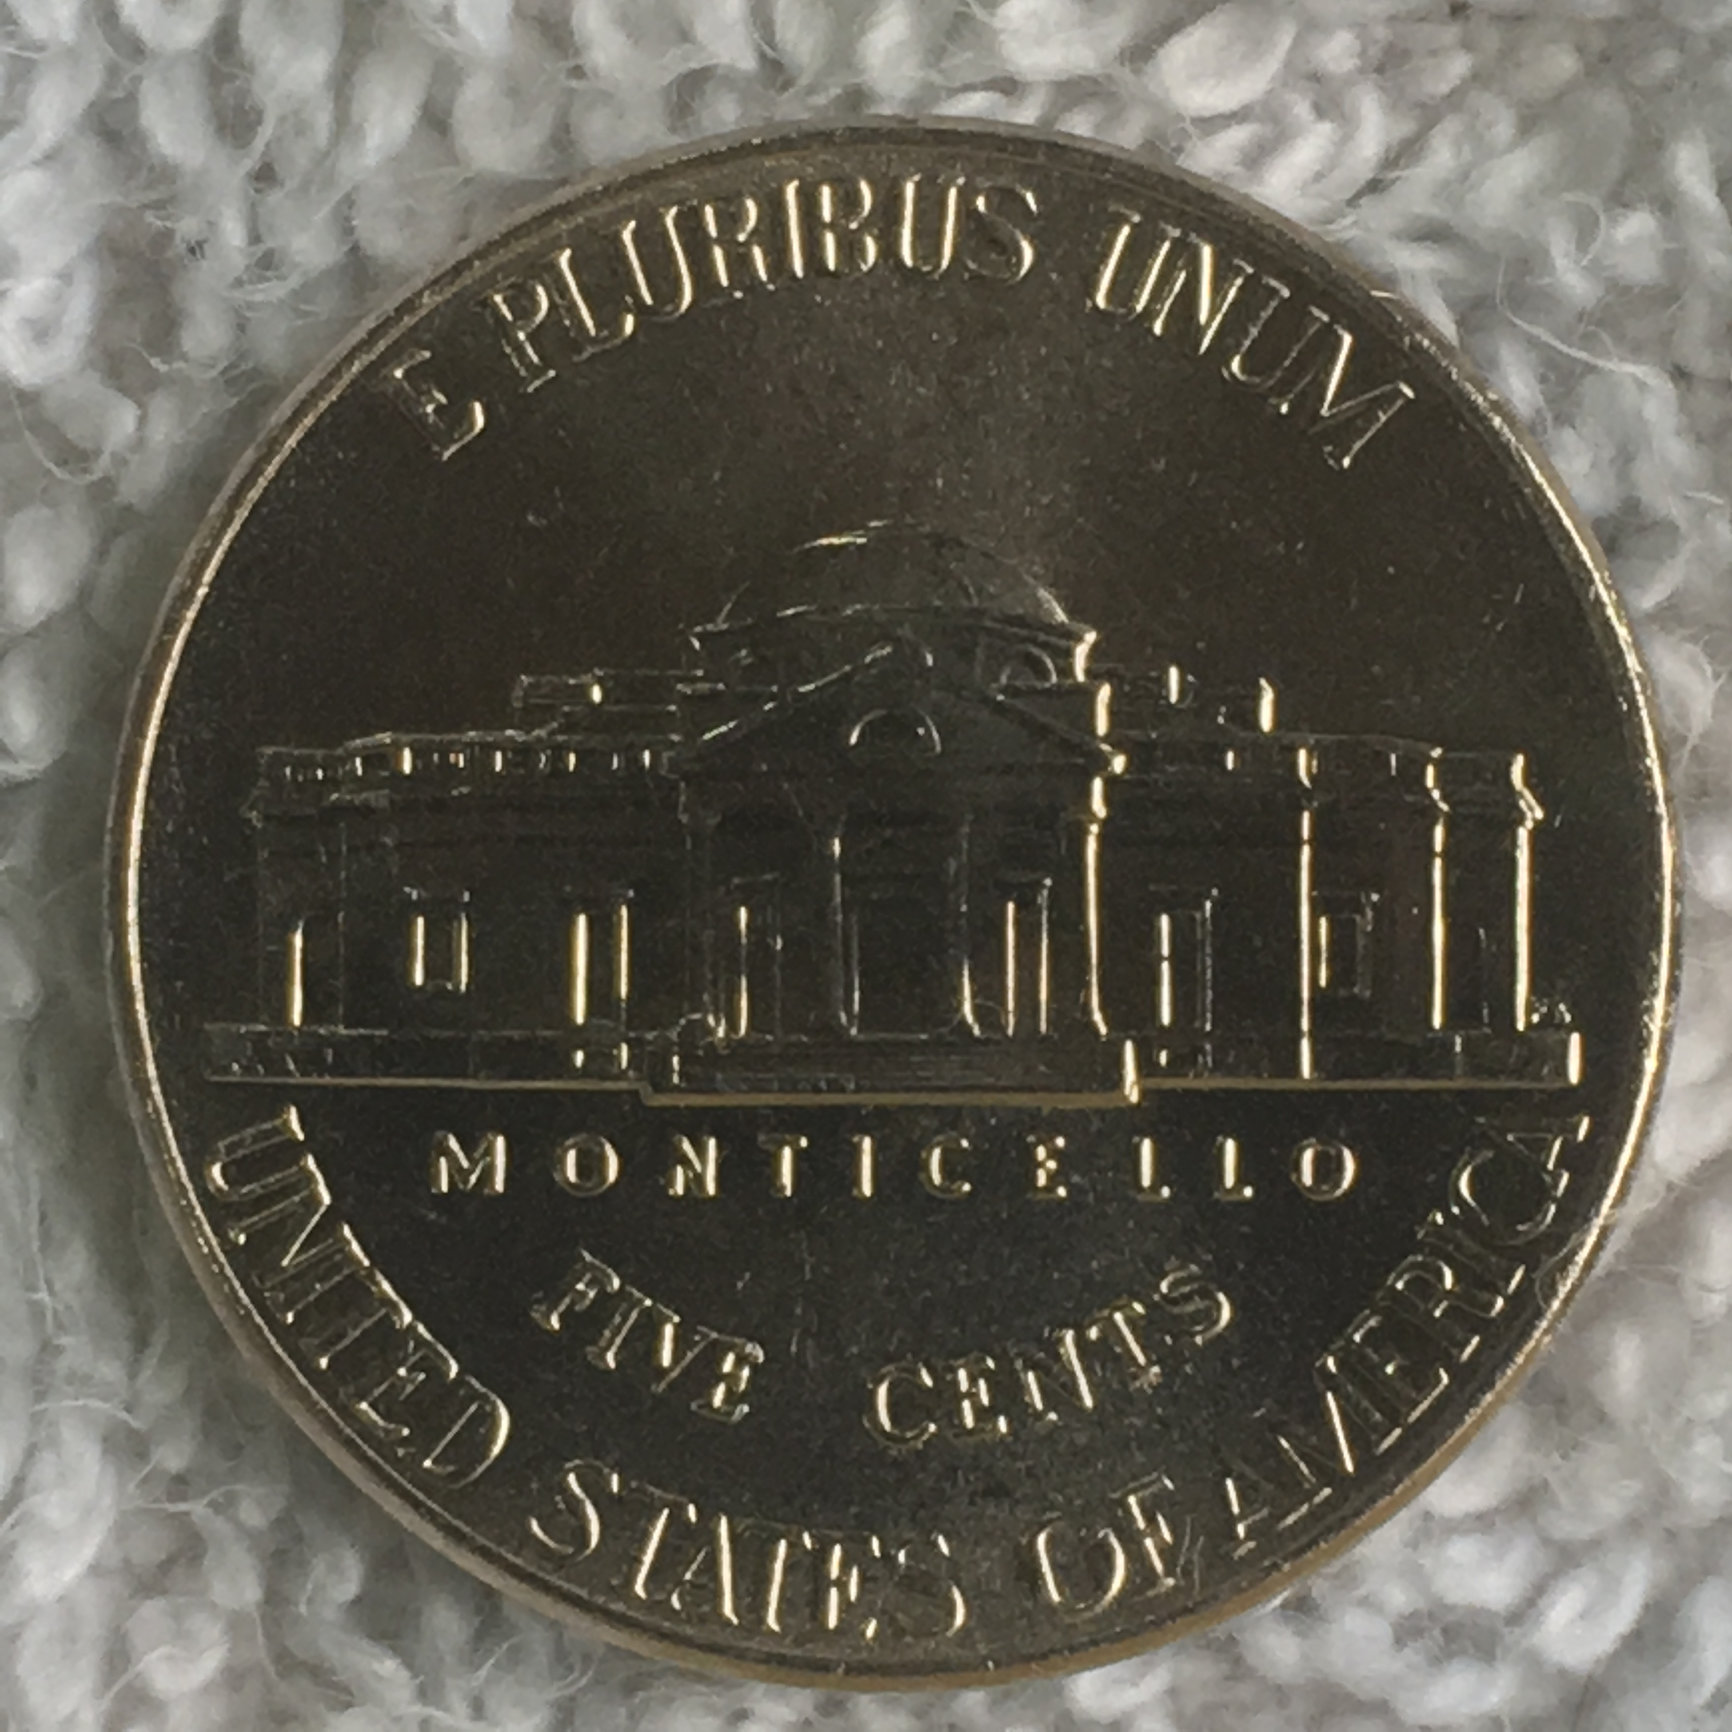 E PLURIBUS UNUM
MONTICELLO
FIVE CENTS
UNITED STATES OF AMERICA